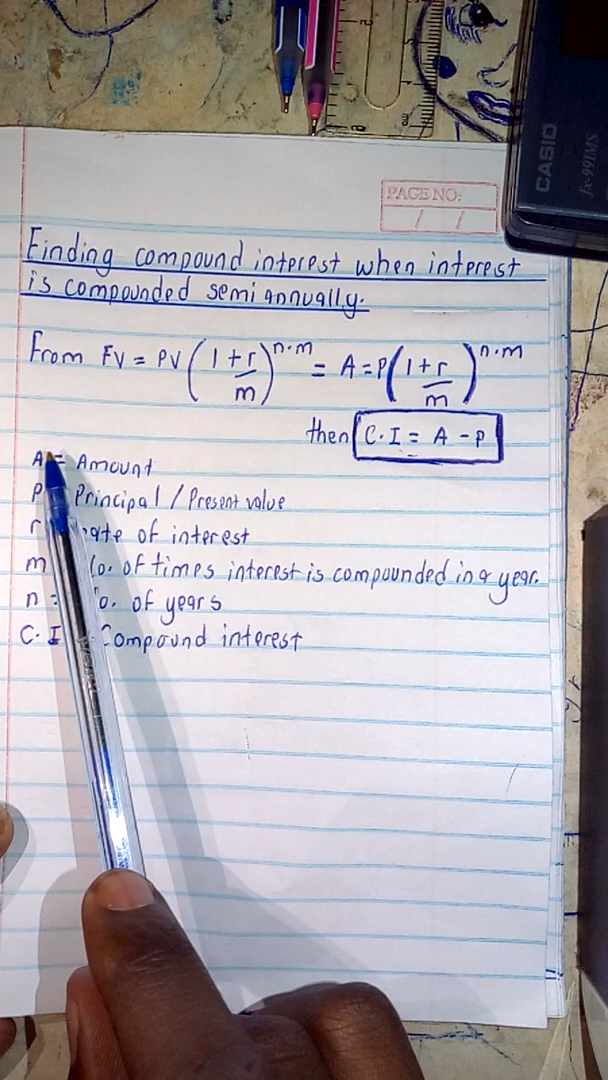 CASIO
fx-991MS
PAGE NO:
/ /
Finding compound interest when interest
is compounded semi annually.
From FV = PV (1+r/m)^n·m = A = P(1+r/m)^n·m
then C.I = A - P
A = Amount
P Principal / Present value
r rate of interest
m No. of times interest is compounded in a year.
n = No. of years
C.I Compound interest